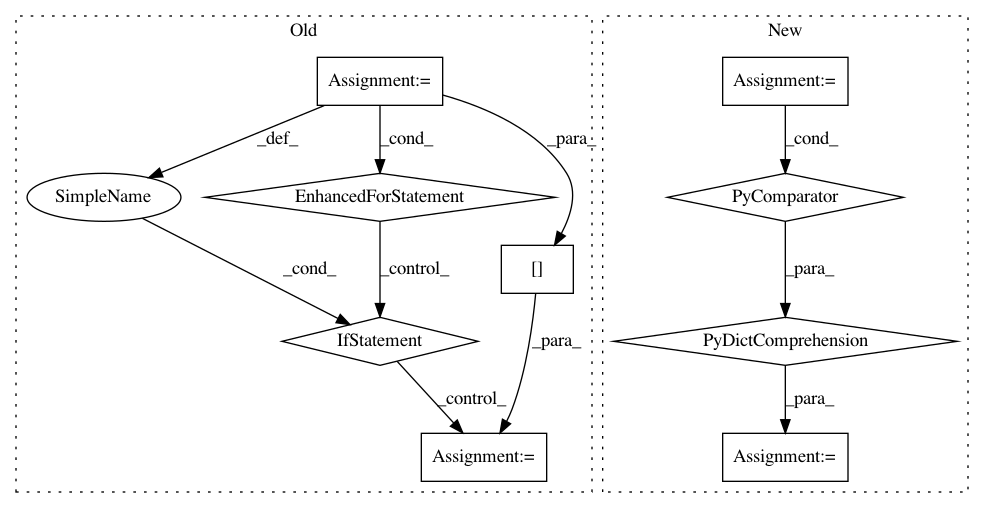 Old
New
Assignment:=
Assignment:=
_def_
_cond_
_para_
_cond_
SimpleName
EnhancedForStatement
PyComparator
[]
_cond_
_control_
_para_
IfStatement
_para_
PyDictComprehension
_control_
_para_
Assignment:=
Assignment:=